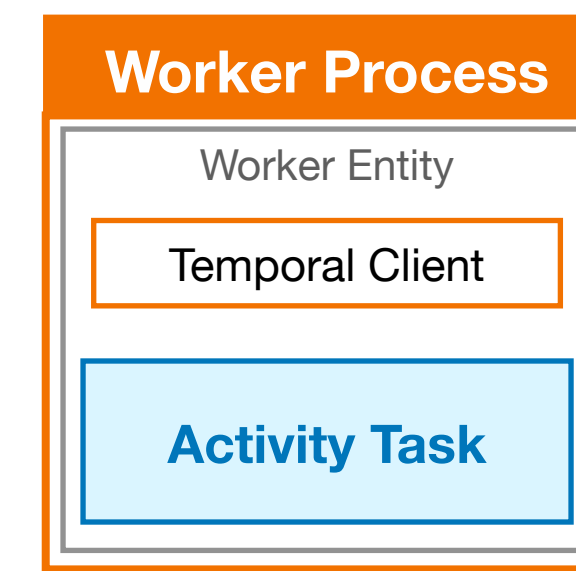 Worker Process
Worker Entity
Temporal Client
Activity Task